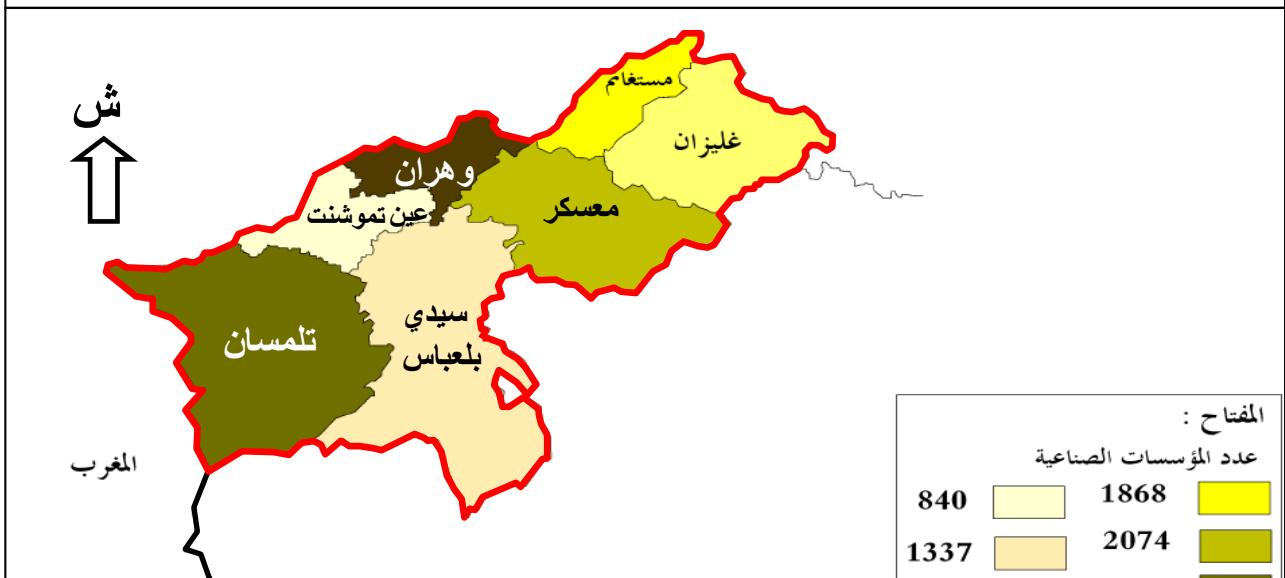 ش
مستغانم
غليزان
وهران
معسكر
عين تموشنت
سيدي
بلعباس
تلمسان
المغرب
المفتاح :
عدد المؤسسات الصناعية
1868
840
2074
1337